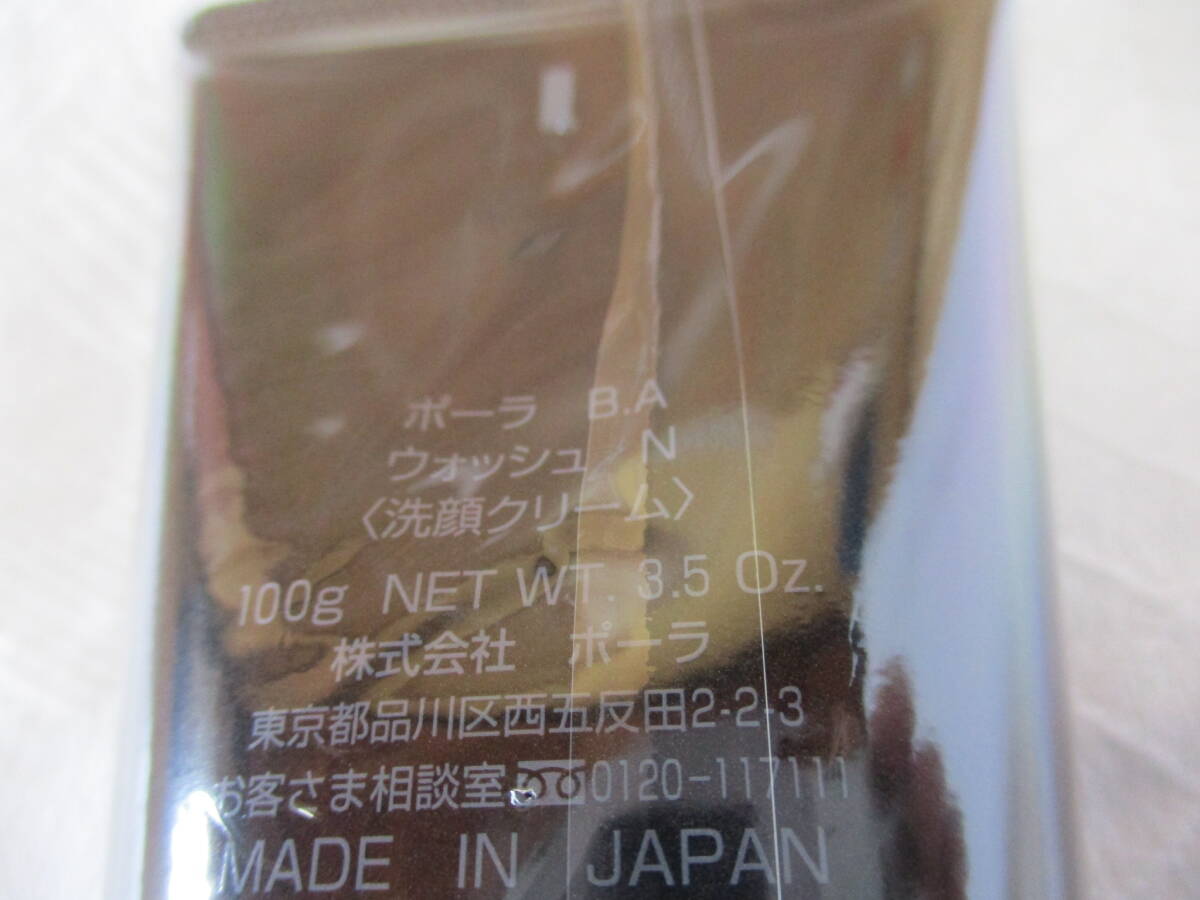 ポーラ B.A
ウォッシュ N
〈洗顔クリーム〉
100g NET WT. 3.5 Oz.
株式会社 ポーラ
東京都品川区西五反田2-2-3
お客さま相談室 0120-117111
MADE IN JAPAN